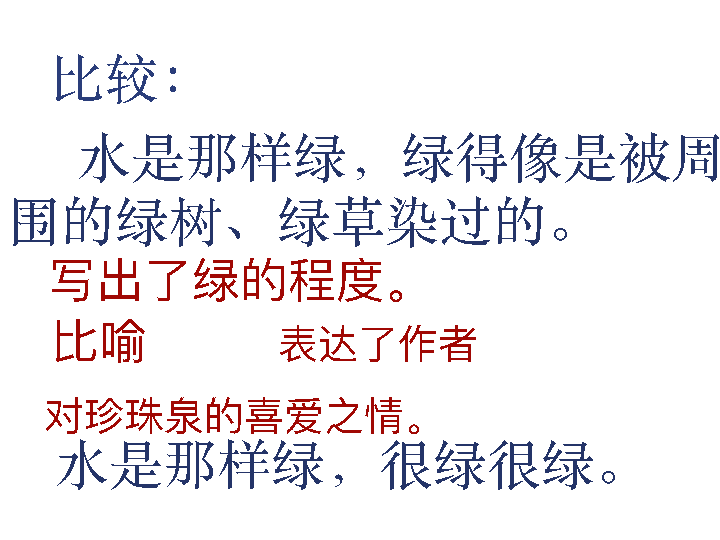 比较：
水是那样绿，绿得像是被周
围的绿树、绿草染过的。
写出了绿的程度。
比喻 表达了作者
对珍珠泉的喜爱之情。
水是那样绿，很绿很绿。